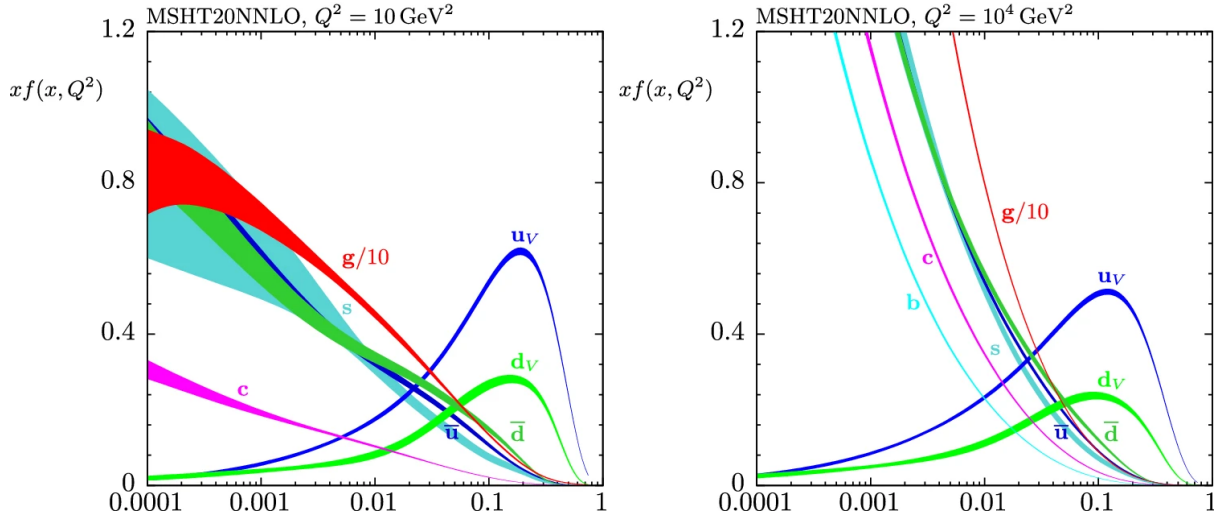 MSHT20NNLO, Q² = 10 GeV²
1.2
xf(x, Q²)
0.8
0.4
0
0.0001
0.001
0.01
0.1
1
g/10
s
c
u_V
d_V
u̅
d̅
MSHT20NNLO, Q² = 10⁴ GeV²
1.2
xf(x, Q²)
0.8
0.4
0
0.0001
0.001
0.01
0.1
1
g/10
c
b
s
u_V
d_V
u̅
d̅